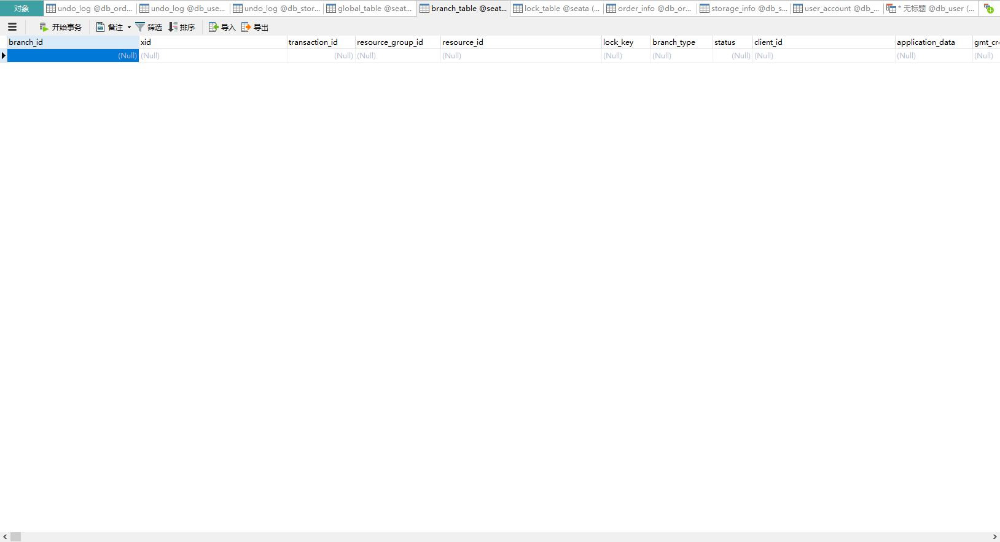 对象 undo_log @db_ord... undo_log @db_use... undo_log @db_stor... global_table @seat... branch_table @seat... lock_table @seata (... order_info @db_or... storage_info @db_s... user_account @db_... * 无标题 @db_user (...
开始事务 备注 筛选 排序 导入 导出
branch_id xid transaction_id resource_group_id resource_id lock_key branch_type status client_id application_data gmt_cre
(Null) (Null) (Null) (Null) (Null) (Null) (Null) (Null) (Null) (Null) (Null)